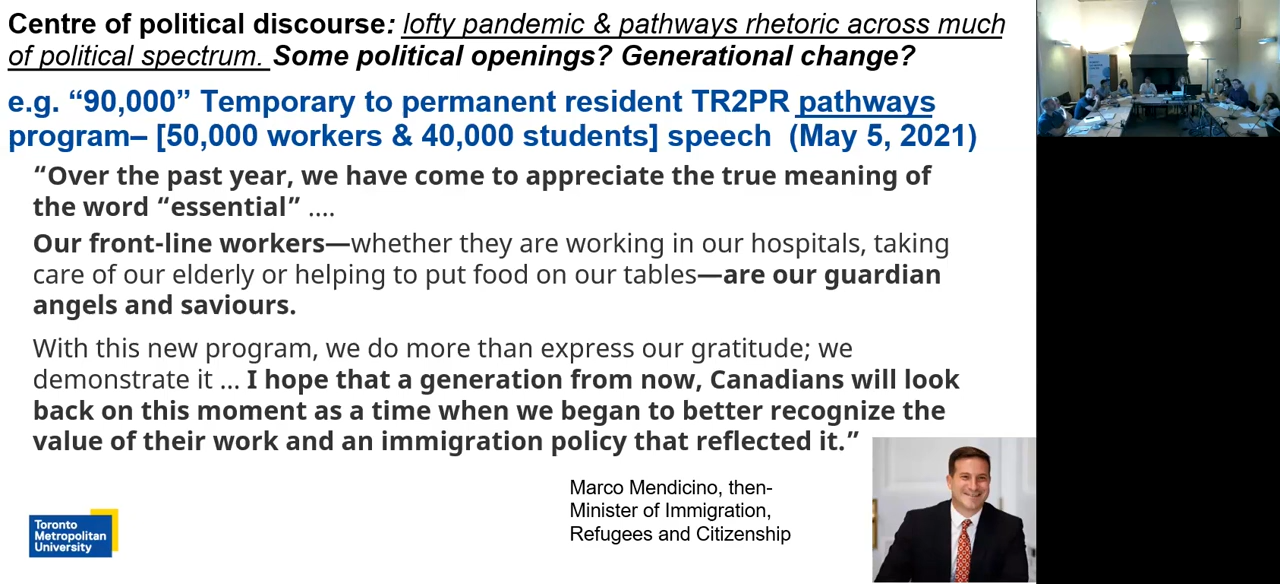 Centre of political discourse: lofty pandemic & pathways rhetoric across much
of political spectrum. Some political openings? Generational change?
e.g. “90,000” Temporary to permanent resident TR2PR pathways
program– [50,000 workers & 40,000 students] speech (May 5, 2021)
“Over the past year, we have come to appreciate the true meaning of
the word “essential” ....
Our front-line workers—whether they are working in our hospitals, taking
care of our elderly or helping to put food on our tables—are our guardian
angels and saviours.
With this new program, we do more than express our gratitude; we
demonstrate it ... I hope that a generation from now, Canadians will look
back on this moment as a time when we began to better recognize the
value of their work and an immigration policy that reflected it.”
Marco Mendicino, then-
Minister of Immigration,
Refugees and Citizenship
Toronto
Metropolitan
University